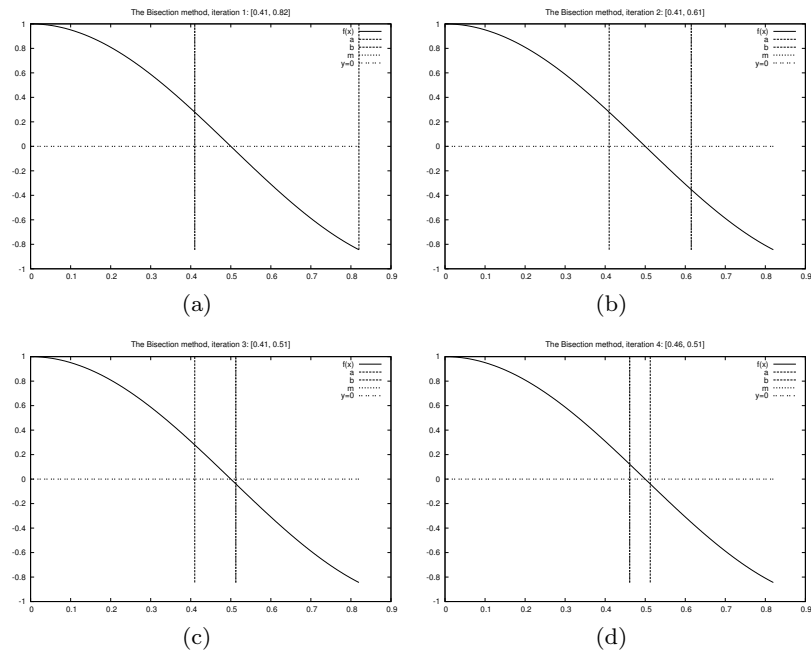 The Bisection method, iteration 1: [0.41, 0.82]
1
0.8
0.6
0.4
0.2
0
-0.2
-0.4
-0.6
-0.8
-1
f(x)
a
b
m
y=0
0 0.1 0.2 0.3 0.4 0.5 0.6 0.7 0.8 0.9
(a)
The Bisection method, iteration 2: [0.41, 0.61]
1
0.8
0.6
0.4
0.2
0
-0.2
-0.4
-0.6
-0.8
-1
f(x)
a
b
m
y=0
0 0.1 0.2 0.3 0.4 0.5 0.6 0.7 0.8 0.9
(b)
The Bisection method, iteration 3: [0.41, 0.51]
1
0.8
0.6
0.4
0.2
0
-0.2
-0.4
-0.6
-0.8
-1
f(x)
a
b
m
y=0
0 0.1 0.2 0.3 0.4 0.5 0.6 0.7 0.8 0.9
(c)
The Bisection method, iteration 4: [0.46, 0.51]
1
0.8
0.6
0.4
0.2
0
-0.2
-0.4
-0.6
-0.8
-1
f(x)
a
b
m
y=0
0 0.1 0.2 0.3 0.4 0.5 0.6 0.7 0.8 0.9
(d)